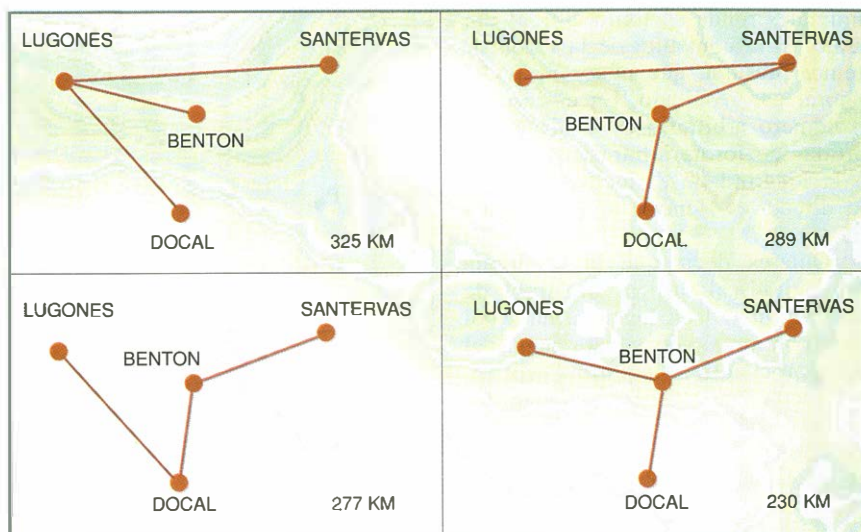 LUGONES
SANTERVAS
BENTON
DOCAL
325 KM
LUGONES
SANTERVAS
BENTON
DOCAL
289 KM
LUGONES
SANTERVAS
BENTON
DOCAL
277 KM
LUGONES
SANTERVAS
BENTON
DOCAL
230 KM